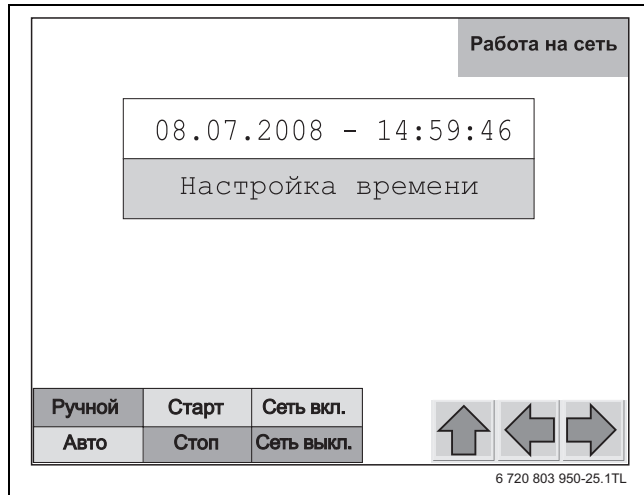 Работа на сеть
08.07.2008 - 14:59:46
Настройка времени
Ручной Старт Сеть вкл.
Авто Стоп Сеть выкл.
6 720 803 950-25.1TL